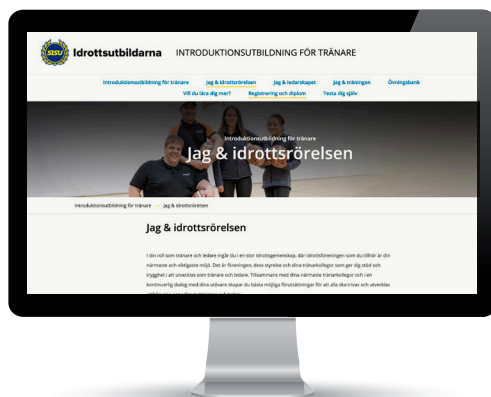 SISU Idrottsutbildarna INTRODUKTIONSUTBILDNING FÖR TRÄNARE
Introduktionsutbildning för tränare Jag & idrottsrörelsen Jag & ledarskapet Jag & träningen Övningsbank
Vill du lära dig mer? Registrering och diplom Testa dig själv
Introduktionsutbildning för tränare
Jag & idrottsrörelsen
Introduktionsutbildning för tränare Jag & idrottsrörelsen
Jag & idrottsrörelsen
I din roll som tränare och ledare ingår du i en stor idrottsgemenskap, där idrottsföreningen som du tillhör är din
närmaste och viktigaste miljö. Det är föreningen, dess styrelse och dina tränarkollegor som ger dig stöd och
trygghet i att utvecklas som tränare och ledare. Tillsammans med dina närmaste tränarkollegor och i en
kontinuerlig dialog med dina utövare skapar du bästa möjliga förutsättningar för att alla ska trivas och utvecklas